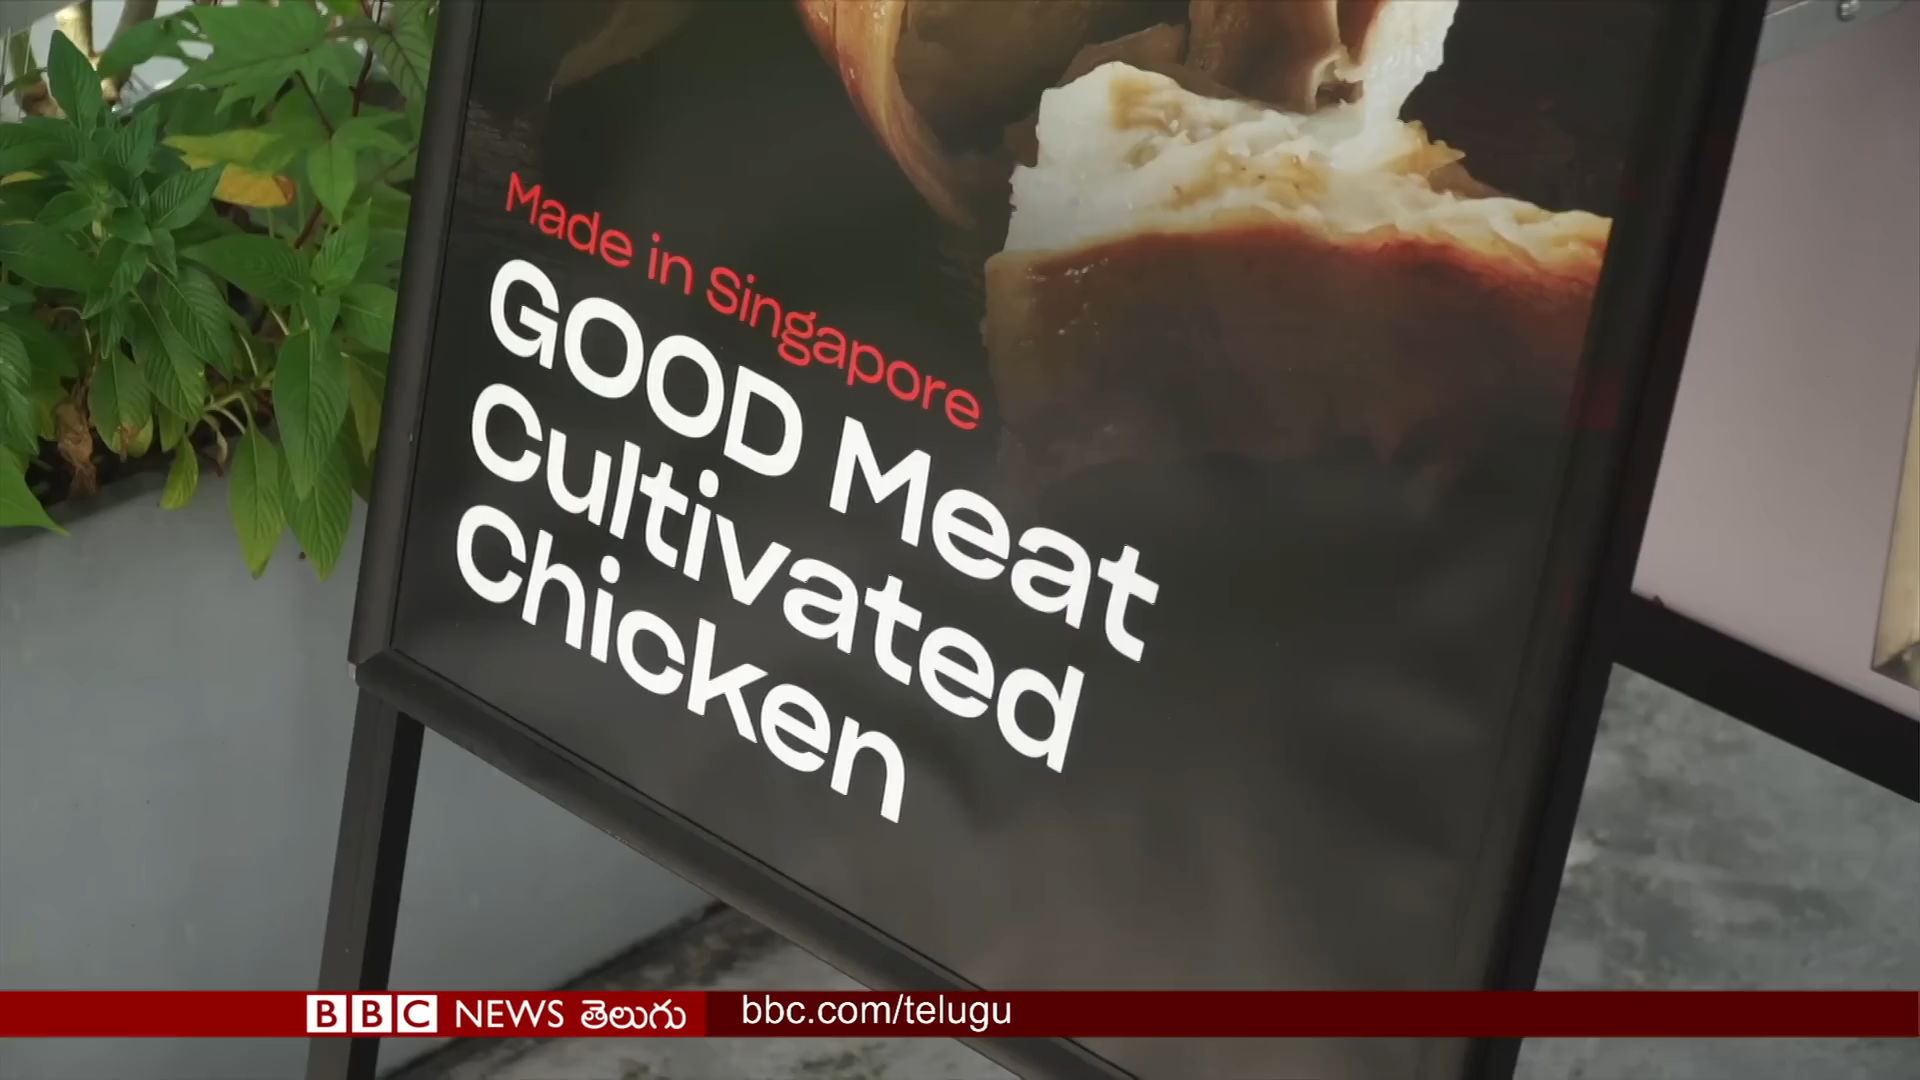 Made in Singapore
GOOD Meat
Cultivated
Chicken
BBC NEWS తెలుగు bbc.com/telugu